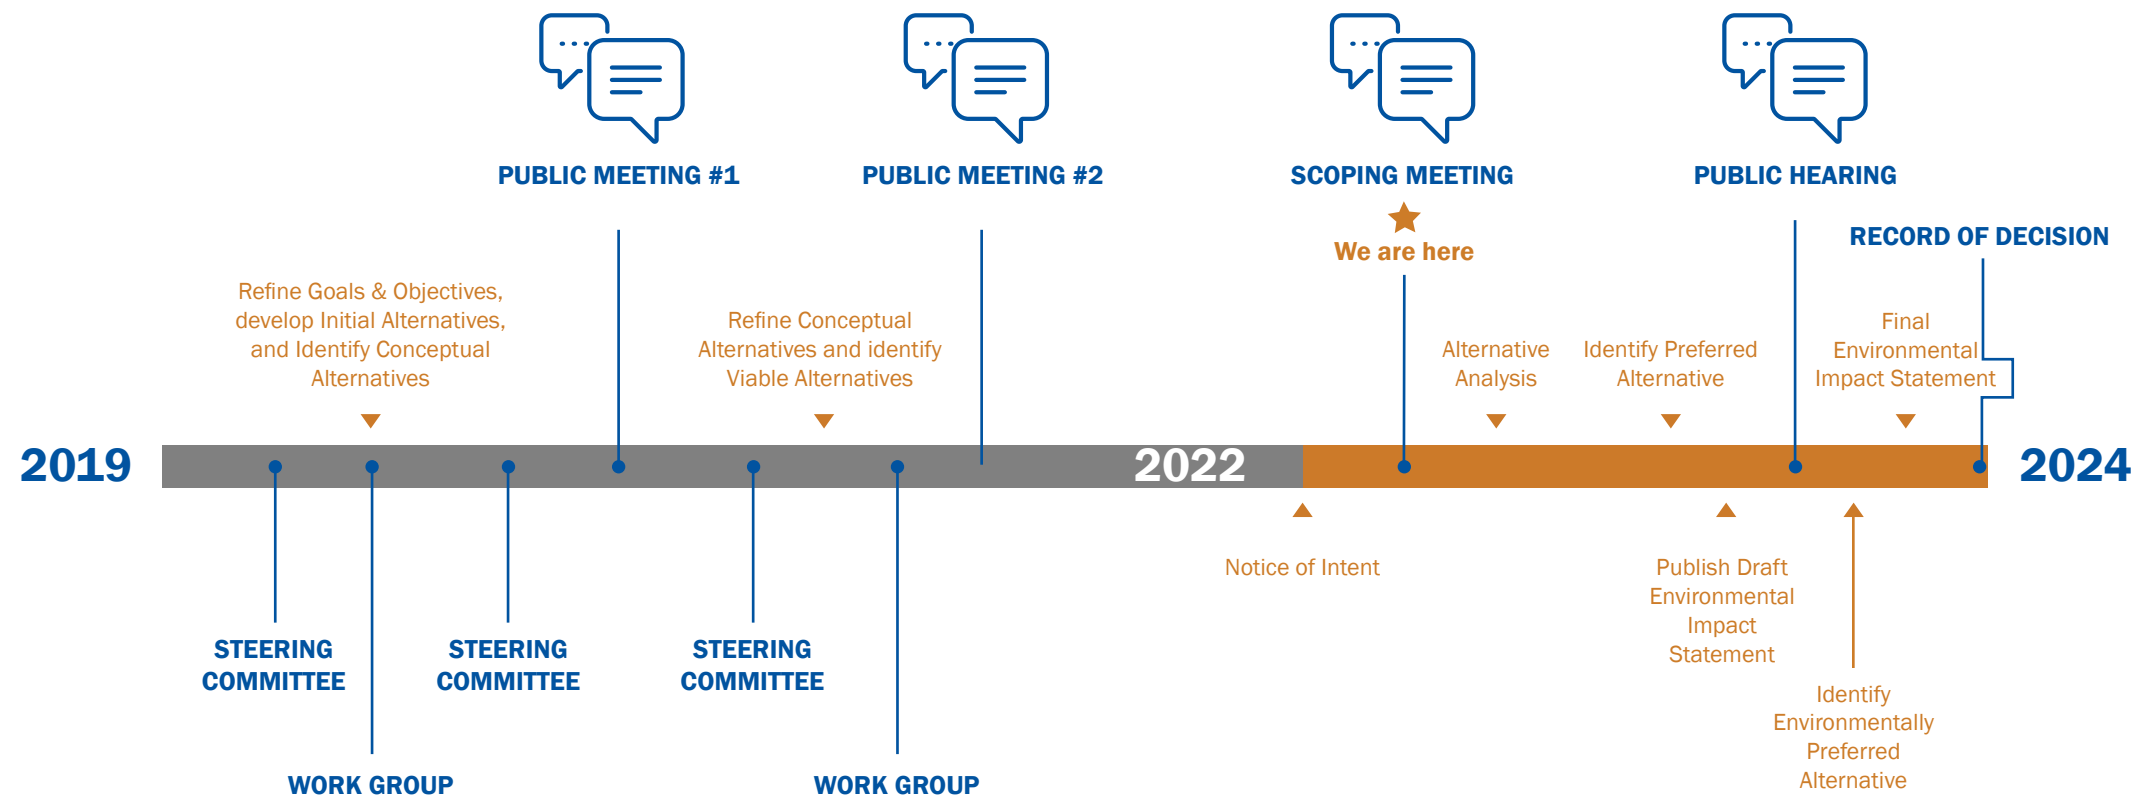 PUBLIC MEETING #1
PUBLIC MEETING #2
SCOPING MEETING
We are here
PUBLIC HEARING
RECORD OF DECISION
Refine Goals & Objectives,
develop Initial Alternatives,
and Identify Conceptual
Alternatives
Refine Conceptual
Alternatives and identify
Viable Alternatives
Alternative
Analysis
Identify Preferred
Alternative
Final
Environmental
Impact Statement
2019
2022
2024
Notice of Intent
Publish Draft
Environmental
Impact
Statement
Identify
Environmentally
Preferred
Alternative
STEERING
COMMITTEE
STEERING
COMMITTEE
STEERING
COMMITTEE
WORK GROUP
WORK GROUP